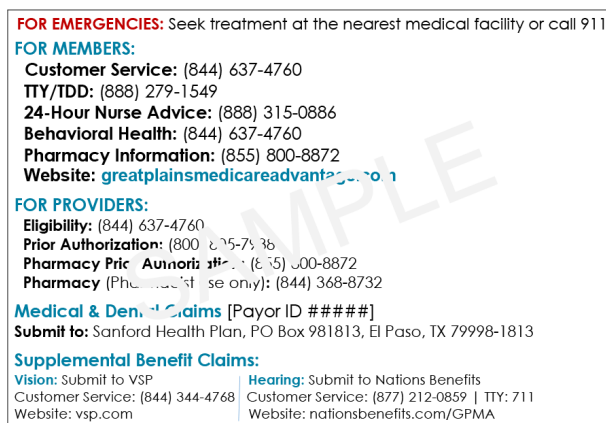 FOR EMERGENCIES: Seek treatment at the nearest medical facility or call 911
FOR MEMBERS:
Customer Service: (844) 637-4760
TTY/TDD: (888) 279-1549
24-Hour Nurse Advice: (888) 315-0886
Behavioral Health: (844) 637-4760
Pharmacy Information: (855) 800-8872
Website: greatplainsmedicareadvantage.com
FOR PROVIDERS:
Eligibility: (844) 637-4760
Prior Authorization: (800)
Pharmacy Prior Authorization: (855) 800-8872
Pharmacy (Pharmacist use only): (844) 368-8732
Medical & Dental Claims [Payor ID #####]
Submit to: Sanford Health Plan, PO Box 981813, El Paso, TX 79998-1813
Supplemental Benefit Claims:
Vision: Submit to VSP
Customer Service: (844) 344-4768
Website: vsp.com
Hearing: Submit to Nations Benefits
Customer Service: (877) 212-0859 | TTY: 711
Website: nationsbenefits.com/GPMA
SAMPLE